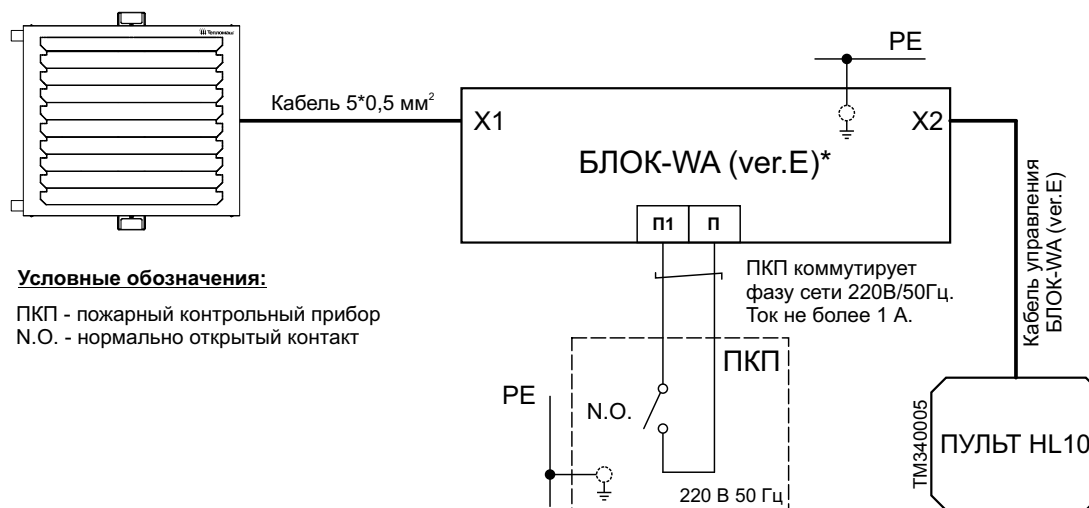 Тепломаш
PE
Кабель 5*0,5 мм²
X1
X2
БЛОК-WA (ver.E)*
П1
П
Условные обозначения:
ПКП - пожарный контрольный прибор
N.O. - нормально открытый контакт
ПКП коммутирует
фазу сети 220В/50Гц.
Ток не более 1 А.
Кабель управления
БЛОК-WA (ver.E)
ПКП
PE
N.O.
220 В 50 Гц
TM340005
ПУЛЬТ HL10